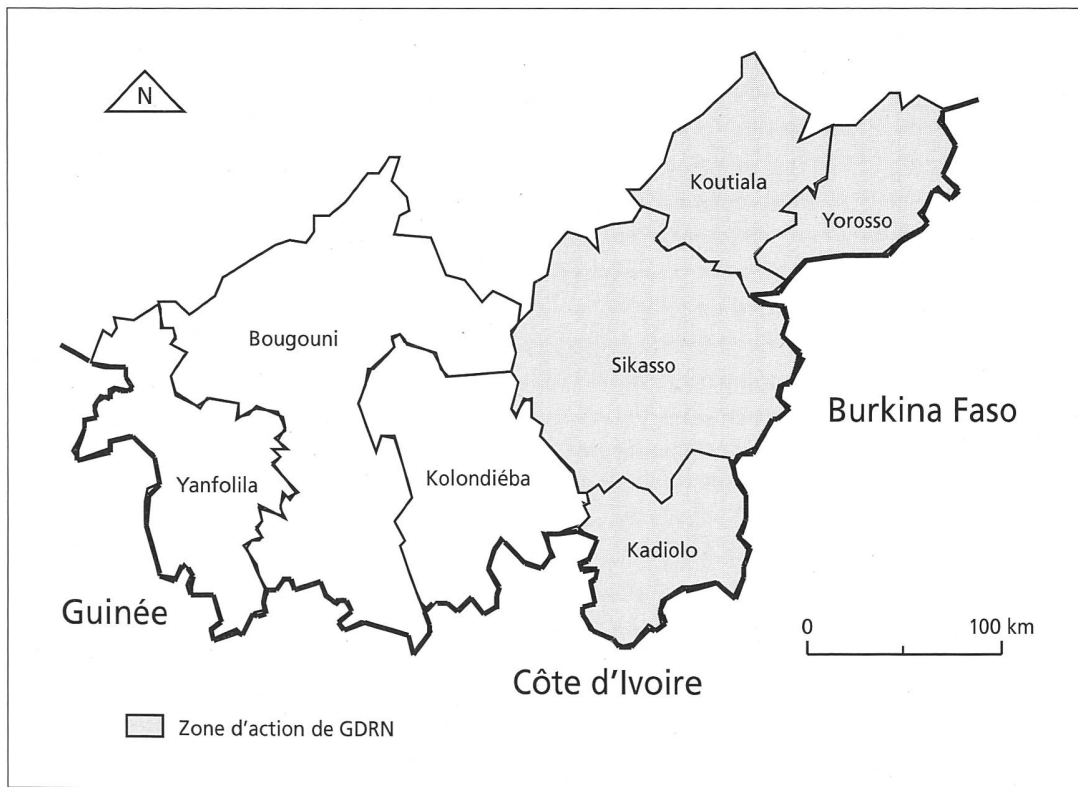 N
Koutiala
Yorosso
Bougouni
Sikasso
Burkina Faso
Yanfolila
Kolondiéba
Kadiolo
Guinée
0 100 km
Côte d'Ivoire
Zone d'action de GDRN